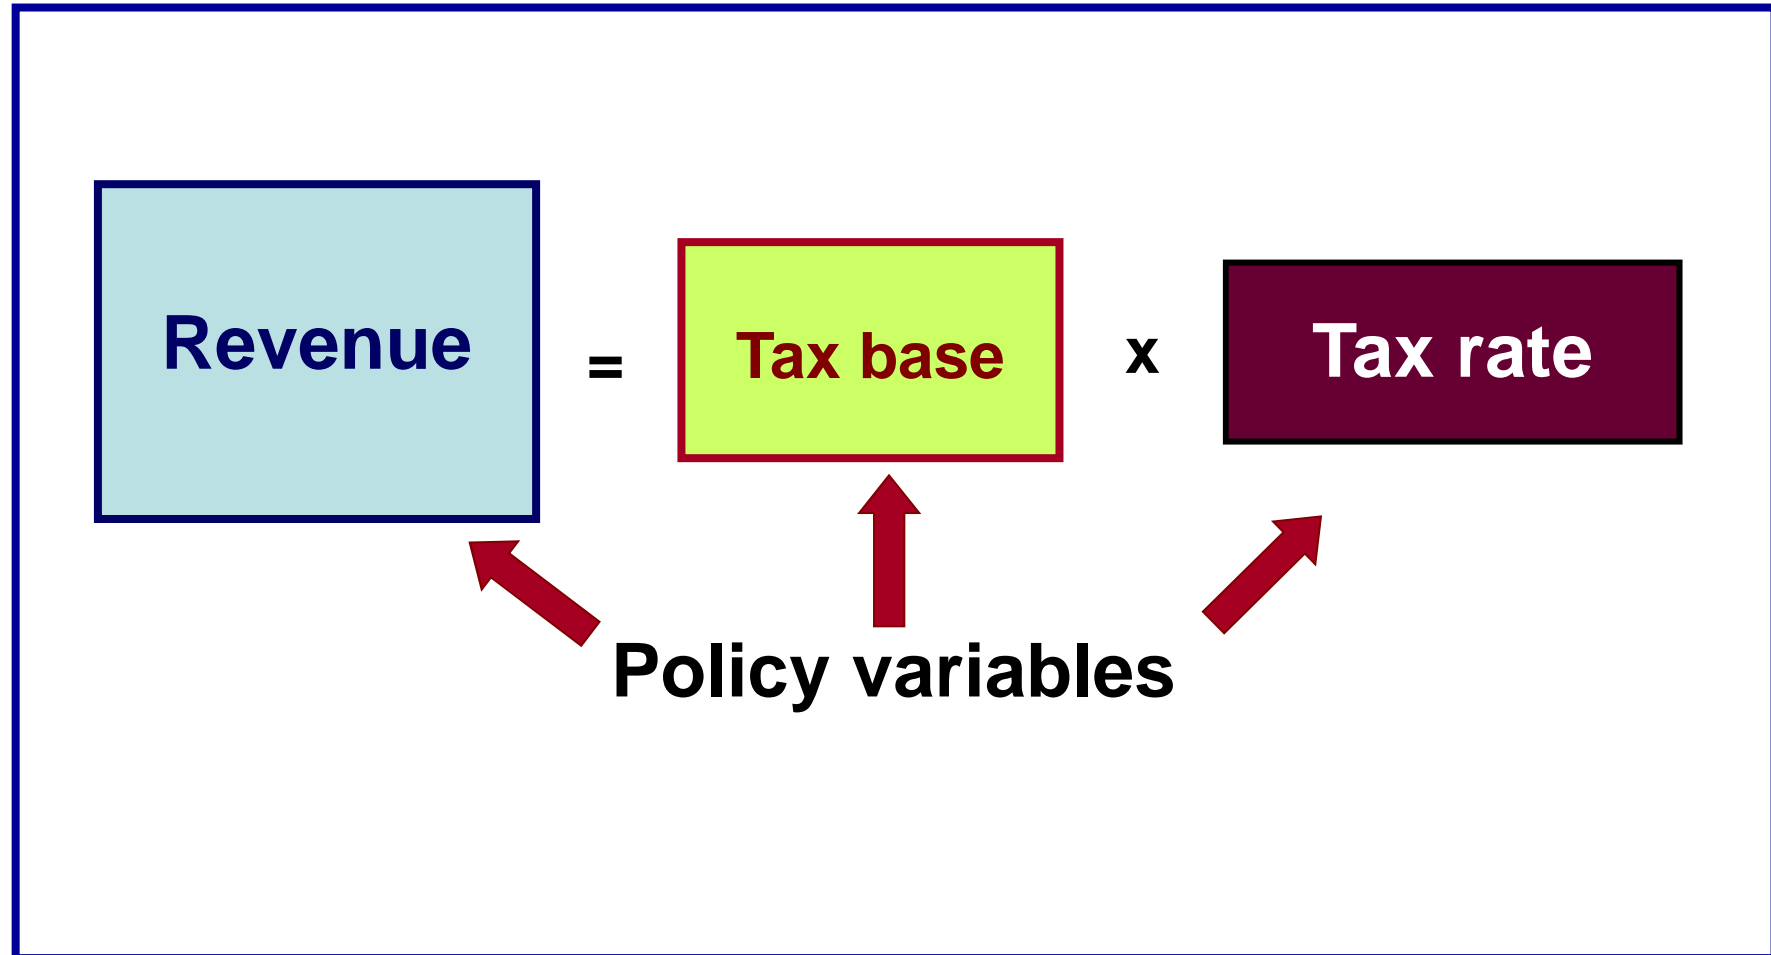 Revenue = Tax base x Tax rate
Policy variables